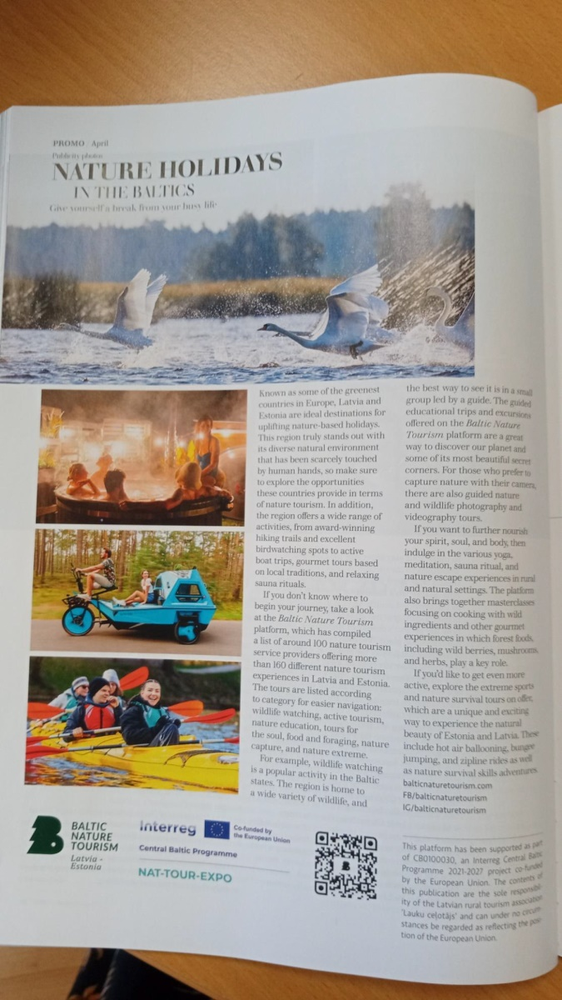 PROMO / April
Publicity photos
NATURE HOLIDAYS
IN THE BALTICS
Give yourself a break from your busy life
Known as some of the greenest
countries in Europe, Latvia and
Estonia are ideal destinations for
uplifting nature-based holidays.
This region truly stands out with
its diverse natural environment
that has been scarcely touched
by human hands, so make sure
to explore the opportunities
these countries provide in terms
of nature tourism. In addition,
the region offers a wide range of
activities, from award-winning
hiking trails and excellent
birdwatching spots to active
boat trips, gourmet tours based
on local traditions, and relaxing
sauna rituals.
If you don't know where to
begin your journey, take a look
at the Baltic Nature Tourism
platform, which has compiled
a list of around 100 nature tourism
service providers offering more
than 160 different nature tourism
experiences in Latvia and Estonia.
The tours are listed according
to category for easier navigation:
wildlife watching, active tourism,
nature education, tours for
the soul, food and foraging, nature
capture, and nature extreme.
For example, wildlife watching
is a popular activity in the Baltic
states. The region is home to
a wide variety of wildlife, and
the best way to see it is in a small
group led by a guide. The guided
educational trips and excursions
offered on the Baltic Nature
Tourism platform are a great
way to discover our planet and
some of its most beautiful secret
corners. For those who prefer to
capture nature with their camera,
there are also guided nature
and wildlife photography and
videography tours.
If you want to further nourish
your spirit, soul, and body, then
indulge in the various yoga,
meditation, sauna ritual, and
nature escape experiences in rural
and natural settings. The platform
also brings together masterclasses
focusing on cooking with wild
ingredients and other gourmet
experiences in which forest foods,
including wild berries, mushrooms,
and herbs, play a key role.
If you'd like to get even more
active, explore the extreme sports
and nature survival tours on offer,
which are a unique and exciting
way to experience the natural
beauty of Estonia and Latvia. These
include hot air ballooning, bungee
jumping, and zipline rides as well
as nature survival skills adventures.
balticnaturetourism.com
FB/balticnaturetourism
IG/balticnaturetourism
BALTIC
NATURE
TOURISM
Latvia -
Estonia
Interreg
Co-funded by
the European Union
Central Baltic Programme
NAT-TOUR-EXPO
This platform has been supported as part
of CB0100030, an Interreg Central Baltic
Programme 2021-2027 project co-funded
by the European Union. The contents of
this publication are the sole responsibil-
ity of the Latvian rural tourism association
'Lauku ceļotājs' and can under no circum-
stances be regarded as reflecting the posi-
tion of the European Union.